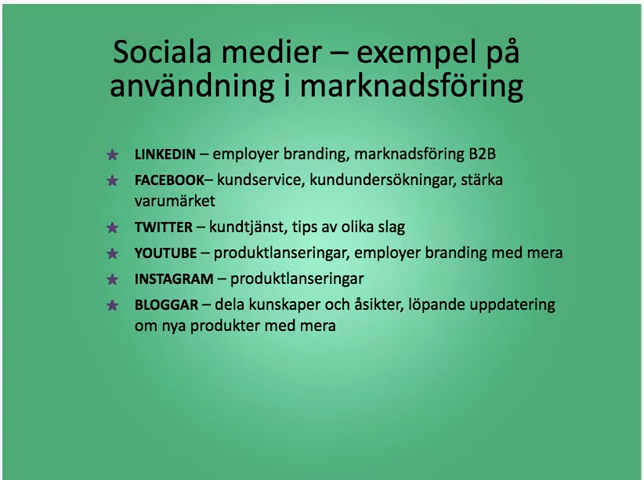 Sociala medier – exempel på
användning i marknadsföring
LINKEDIN – employer branding, marknadsföring B2B
FACEBOOK– kundservice, kundundersökningar, stärka
varumärket
TWITTER – kundtjänst, tips av olika slag
YOUTUBE – produktlanseringar, employer branding med mera
INSTAGRAM – produktlanseringar
BLOGGAR – dela kunskaper och åsikter, löpande uppdatering
om nya produkter med mera